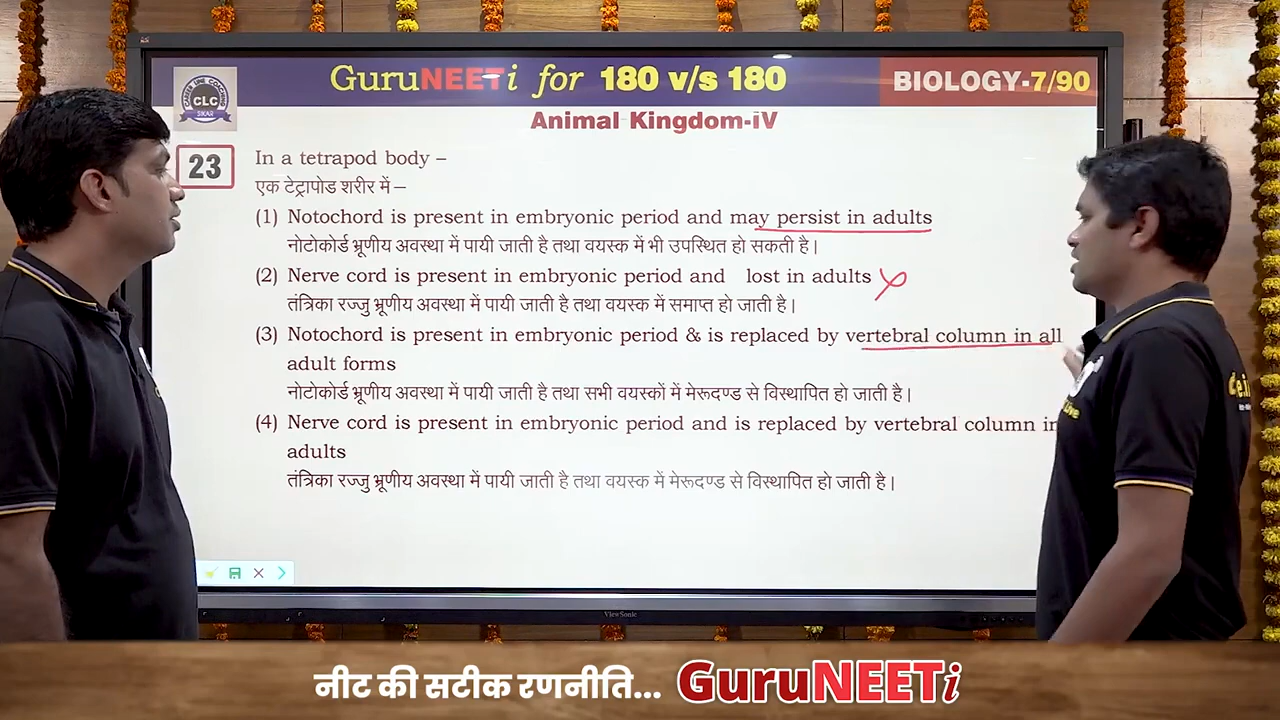 GuruNEETi for 180 v/s 180
BIOLOGY-7/90
CLC
SIKAR
Animal Kingdom-iV
23
In a tetrapod body –
एक टेट्रापोड शरीर में –
(1) Notochord is present in embryonic period and may persist in adults
नोटोकोर्ड भ्रूणीय अवस्था में पायी जाती है तथा वयस्क में भी उपस्थित हो सकती है।
(2) Nerve cord is present in embryonic period and lost in adults
तंत्रिका रज्जु भ्रूणीय अवस्था में पायी जाती है तथा वयस्क में समाप्त हो जाती है।
(3) Notochord is present in embryonic period & is replaced by vertebral column in all
adult forms
नोटोकोर्ड भ्रूणीय अवस्था में पायी जाती है तथा सभी वयस्कों में मेरूदण्ड से विस्थापित हो जाती है।
(4) Nerve cord is present in embryonic period and is replaced by vertebral column in
adults
तंत्रिका रज्जु भ्रूणीय अवस्था में पायी जाती है तथा वयस्क में मेरूदण्ड से विस्थापित हो जाती है।
ViewSonic
नीट की सटीक रणनीति... GuruNEETi